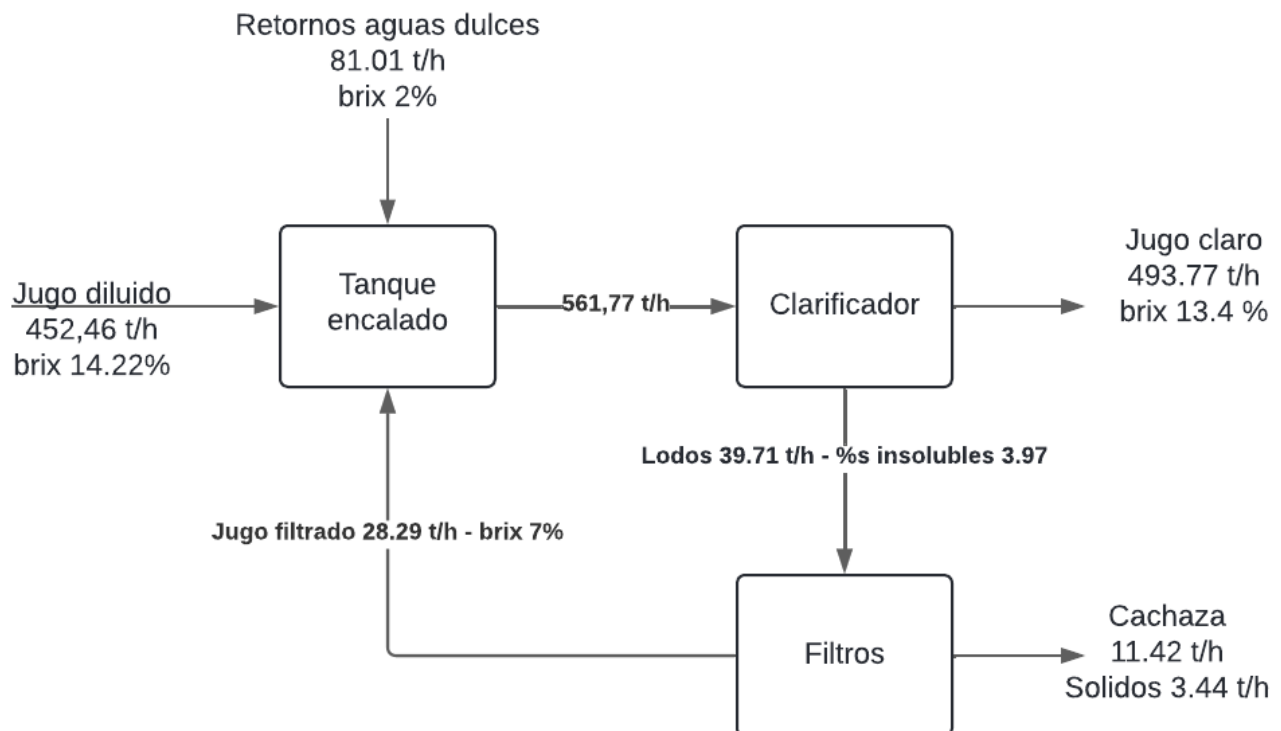 Retornos aguas dulces
81.01 t/h
brix 2%
Jugo diluido
452,46 t/h
brix 14.22%
Tanque
encalado
561,77 t/h
Clarificador
Jugo claro
493.77 t/h
brix 13.4 %
Lodos 39.71 t/h - %s insolubles 3.97
Jugo filtrado 28.29 t/h - brix 7%
Filtros
Cachaza
11.42 t/h
Solidos 3.44 t/h